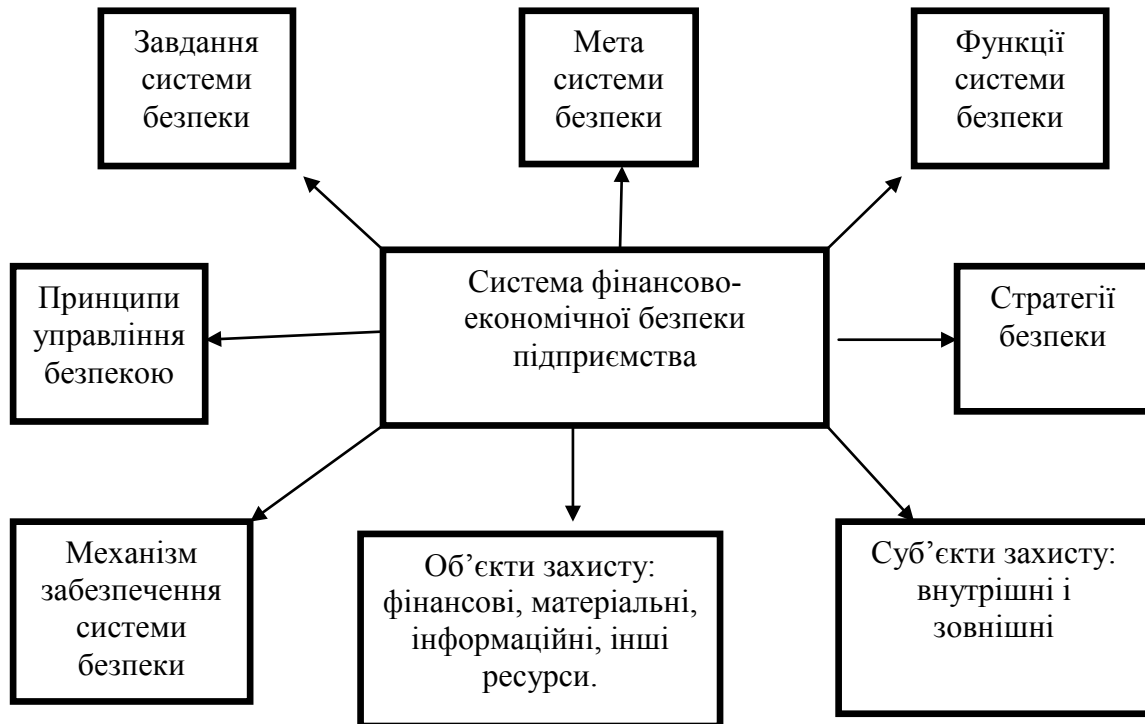 Завдання
системи
безпеки
Мета
системи
безпеки
Функції
системи
безпеки
Принципи
управління
безпекою
Система фінансово-
економічної безпеки
підприємства
Стратегії
безпеки
Механізм
забезпечення
системи
безпеки
Об’єкти захисту:
фінансові, матеріальні,
інформаційні, інші
ресурси.
Суб’єкти захисту:
внутрішні і
зовнішні